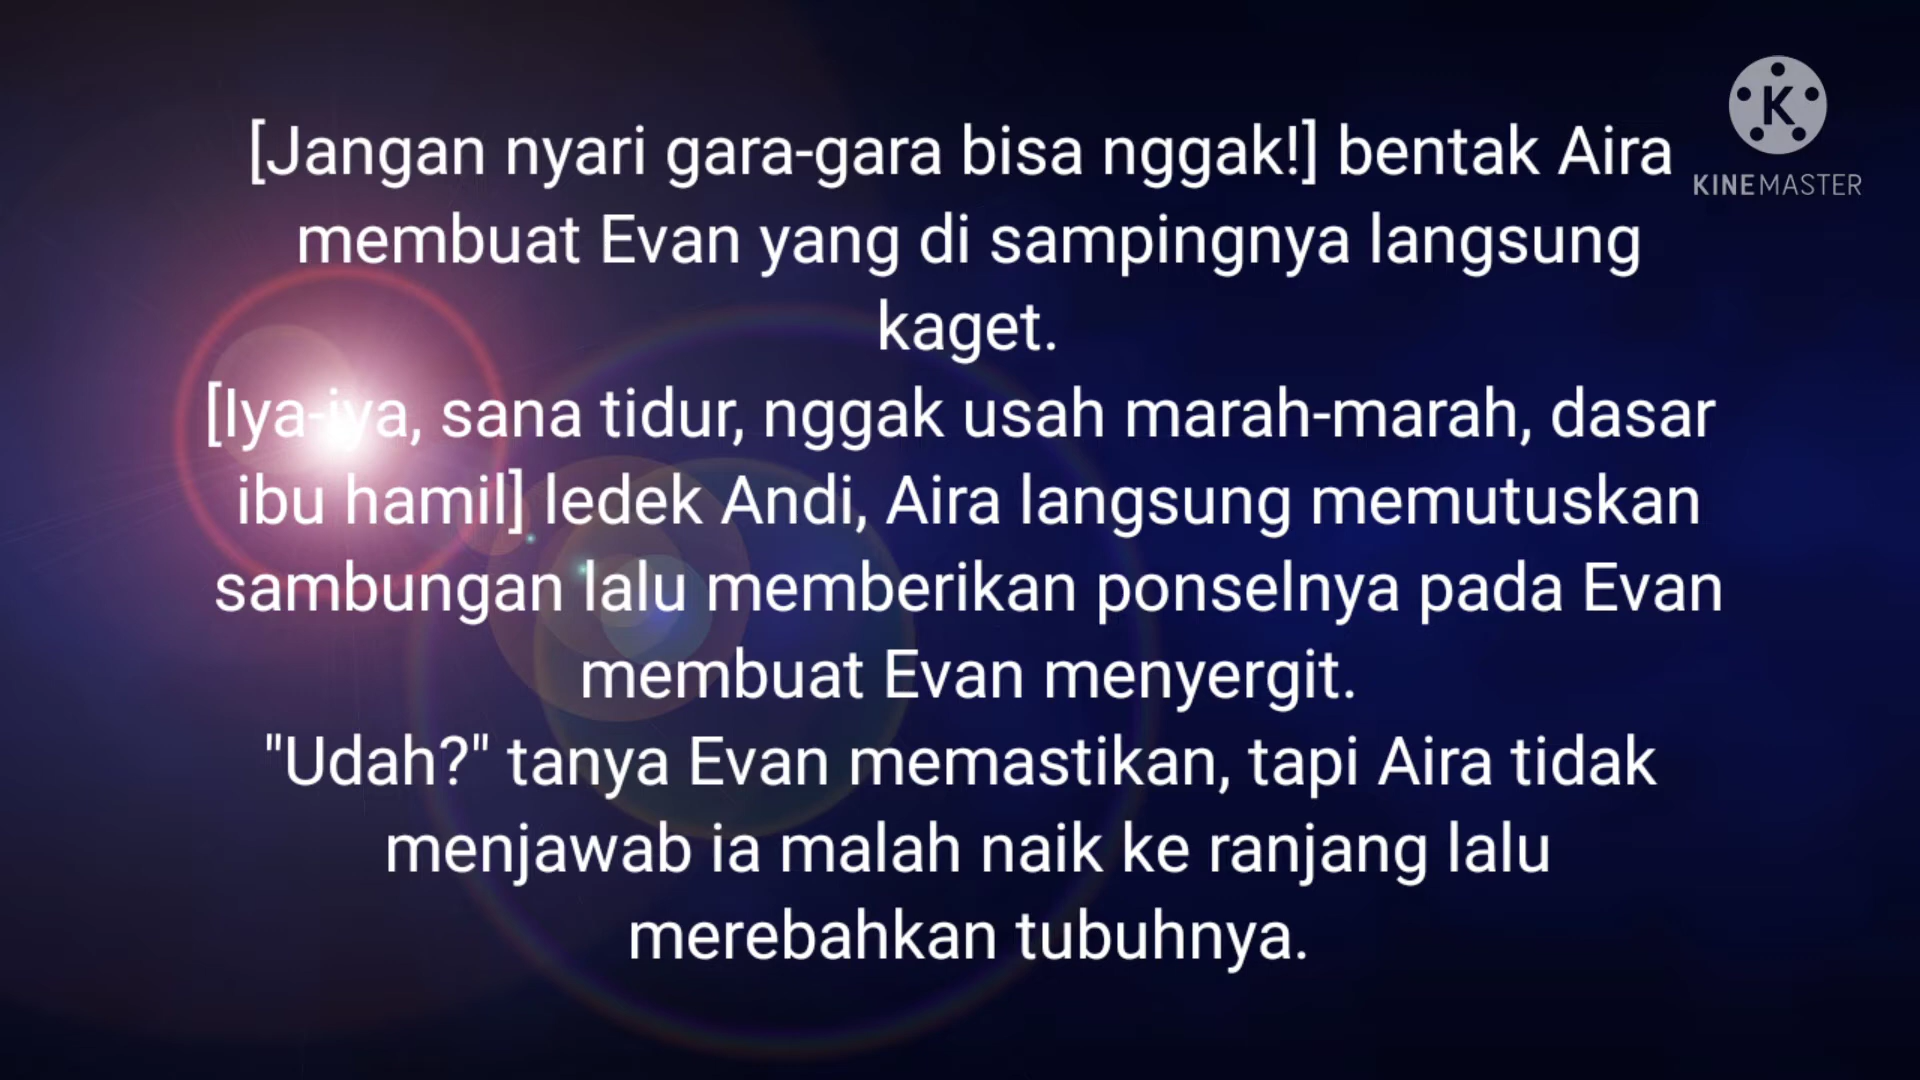 [Jangan nyari gara-gara bisa nggak!] bentak Aira
membuat Evan yang di sampingnya langsung
kaget.
[Iya-iya, sana tidur, nggak usah marah-marah, dasar
ibu hamil] ledek Andi, Aira langsung memutuskan
sambungan lalu memberikan ponselnya pada Evan
membuat Evan menyergit.
"Udah?" tanya Evan memastikan, tapi Aira tidak
menjawab ia malah naik ke ranjang lalu
merebahkan tubuhnya.
K
KINEMASTER